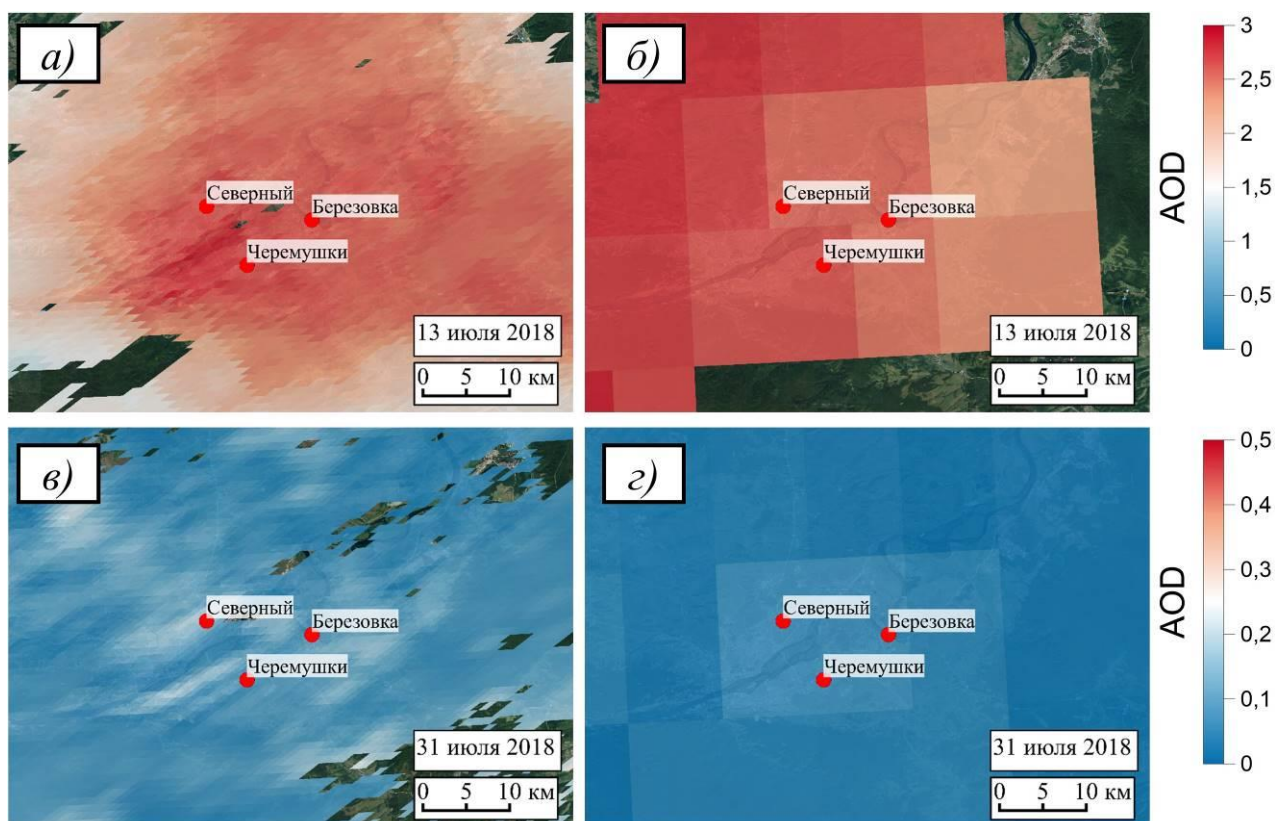 а)
Северный
Березовка
Черемушки
13 июля 2018
0 5 10 км
б)
Северный
Березовка
Черемушки
13 июля 2018
0 5 10 км
AOD
3
2,5
2
1,5
1
0,5
0
в)
Северный
Березовка
Черемушки
31 июля 2018
0 5 10 км
г)
Северный
Березовка
Черемушки
31 июля 2018
0 5 10 км
AOD
0,5
0,4
0,3
0,2
0,1
0